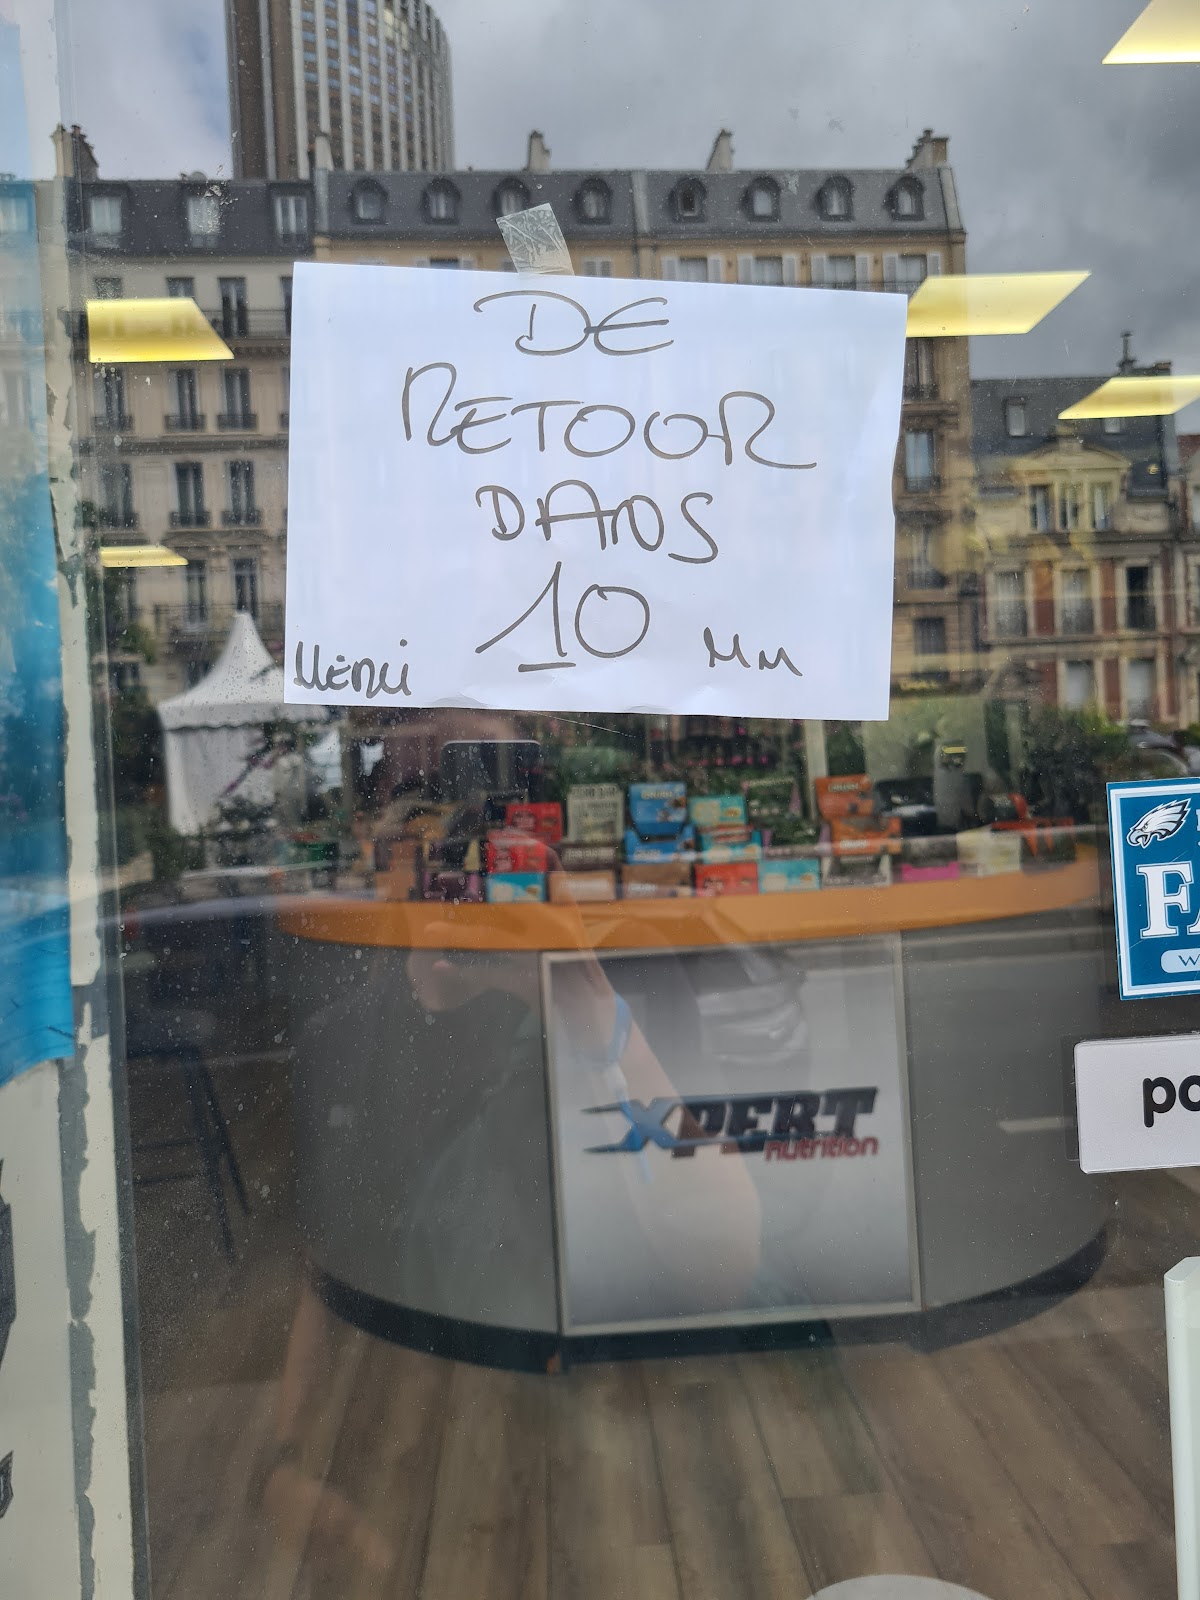 DE
RETOUR
DANS
10 MN
MERCI
XPERT
nutrition